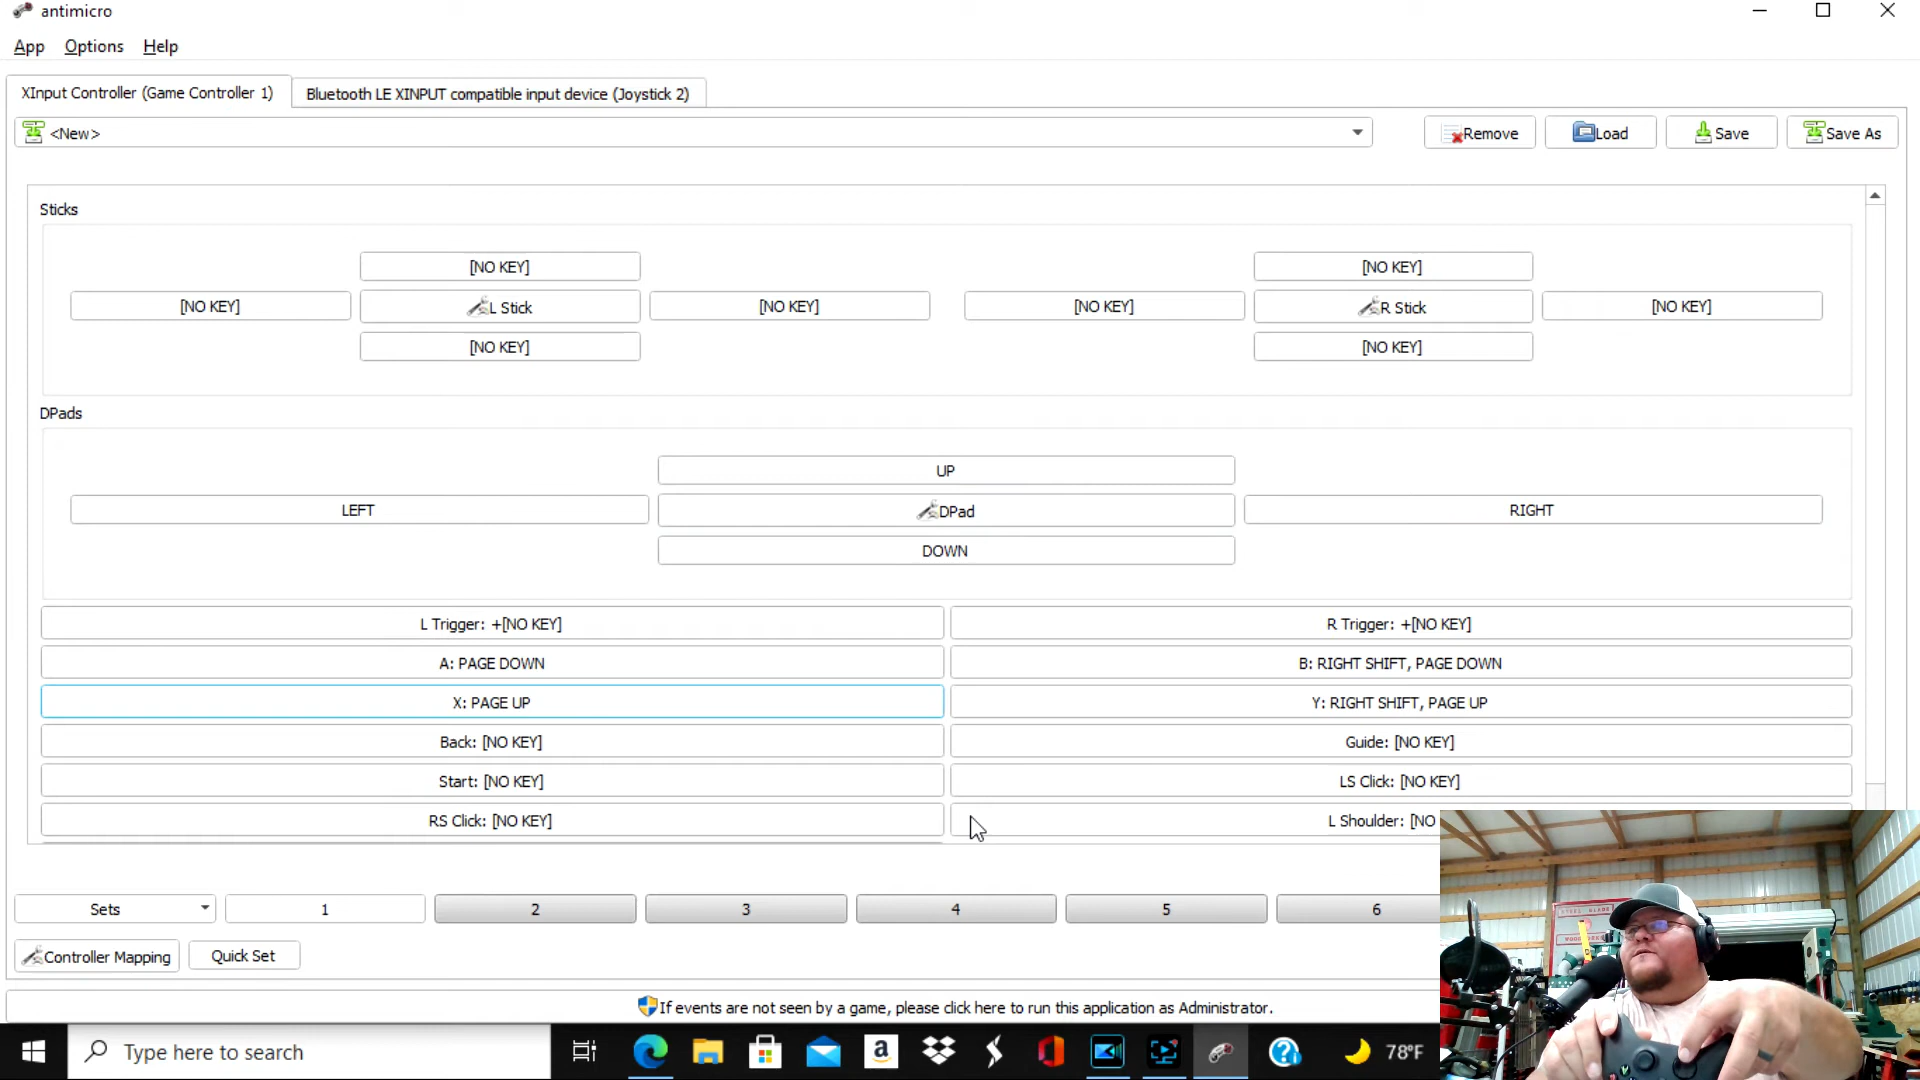 antimicro
App Options Help
XInput Controller (Game Controller 1) Bluetooth LE XINPUT compatible input device (Joystick 2)
<New> Remove Load Save Save As
Sticks
[NO KEY] [NO KEY]
[NO KEY] L Stick [NO KEY] [NO KEY] R Stick [NO KEY]
[NO KEY] [NO KEY]
DPads
UP
LEFT DPad RIGHT
DOWN
L Trigger: +[NO KEY] R Trigger: +[NO KEY]
A: PAGE DOWN B: RIGHT SHIFT, PAGE DOWN
X: PAGE UP Y: RIGHT SHIFT, PAGE UP
Back: [NO KEY] Guide: [NO KEY]
Start: [NO KEY] LS Click: [NO KEY]
RS Click: [NO KEY] L Shoulder: [NO
Sets 1 2 3 4 5 6
Controller Mapping Quick Set
If events are not seen by a game, please click here to run this application as Administrator.
Type here to search a 78°F